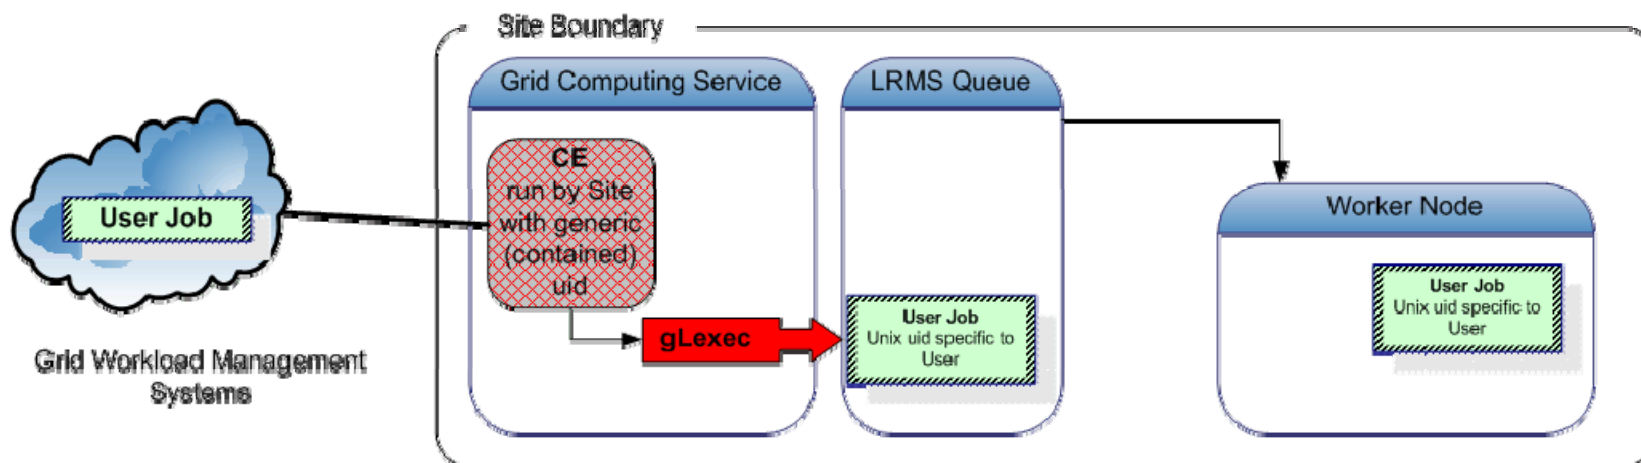 Site Boundary
Grid Computing Service
LRMS Queue
CE
run by Site
with generic
(contained)
uid
User Job
Worker Node
User Job
Unix uid specific to
User
gLexec
User Job
Unix uid specific to
User
Grid Workload Management
Systems